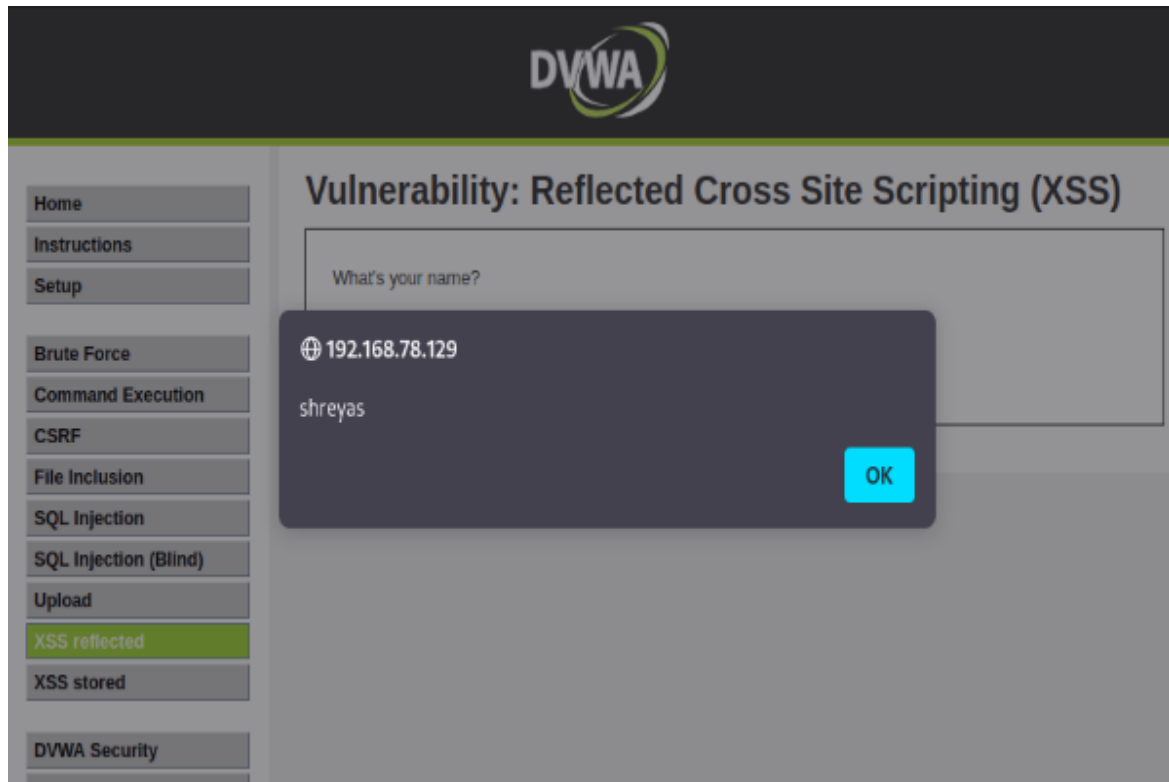 DVWA
Home
Instructions
Setup
Brute Force
Command Execution
CSRF
File Inclusion
SQL Injection
SQL Injection (Blind)
Upload
XSS reflected
XSS stored
DVWA Security
Vulnerability: Reflected Cross Site Scripting (XSS)
What's your name?
192.168.78.129
shreyas
OK